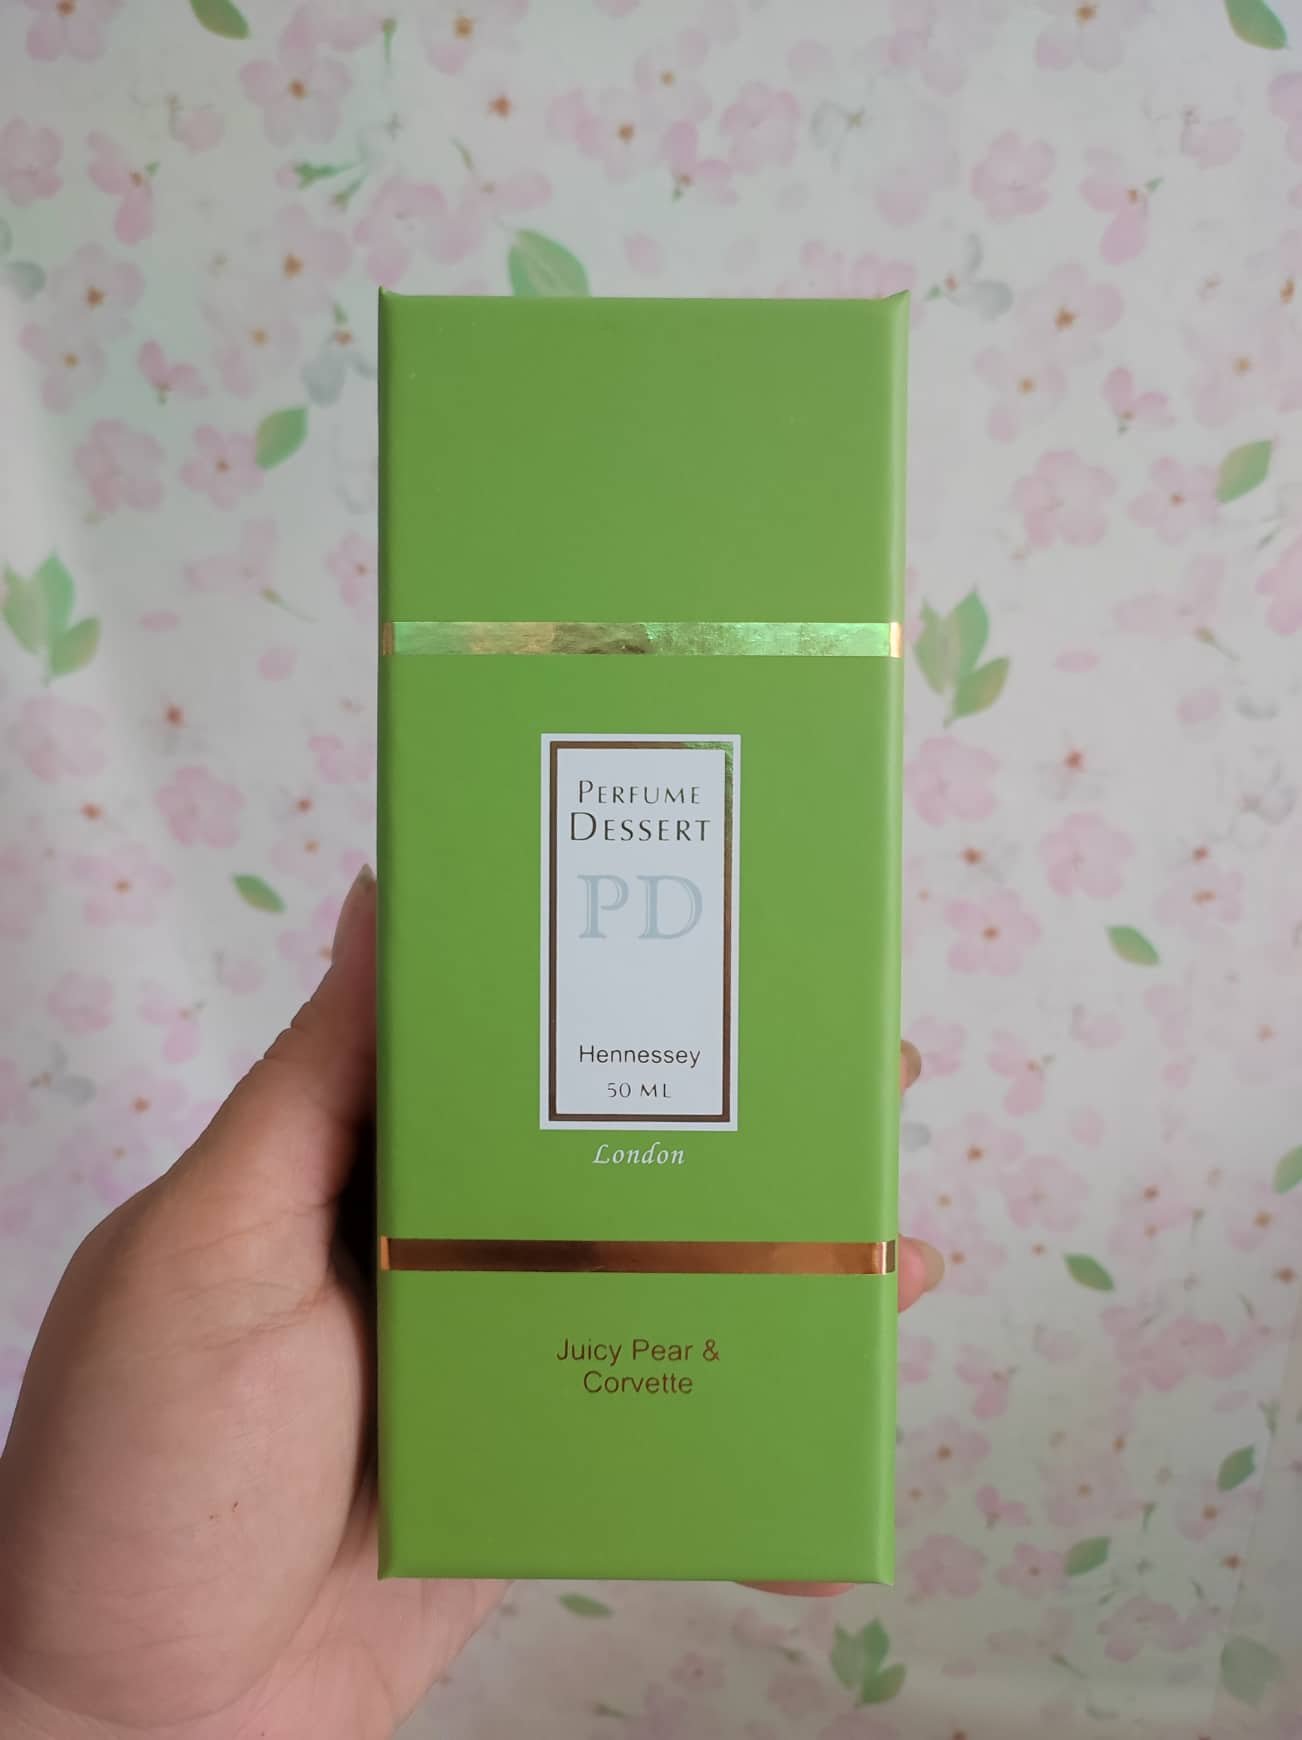 PERFUME
DESSERT
PD
Hennessey
50 ML
London
Juicy Pear &
Corvette